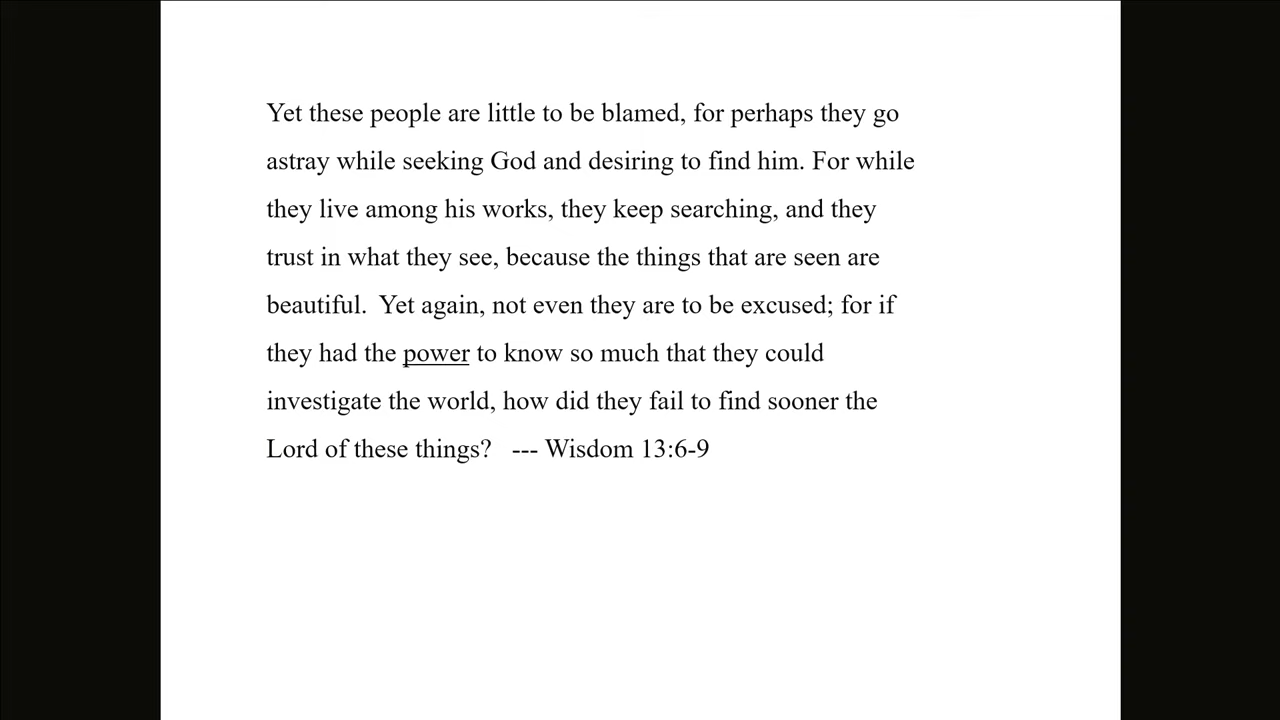 Yet these people are little to be blamed, for perhaps they go
astray while seeking God and desiring to find him. For while
they live among his works, they keep searching, and they
trust in what they see, because the things that are seen are
beautiful.  Yet again, not even they are to be excused; for if
they had the power to know so much that they could
investigate the world, how did they fail to find sooner the
Lord of these things?   --- Wisdom 13:6-9